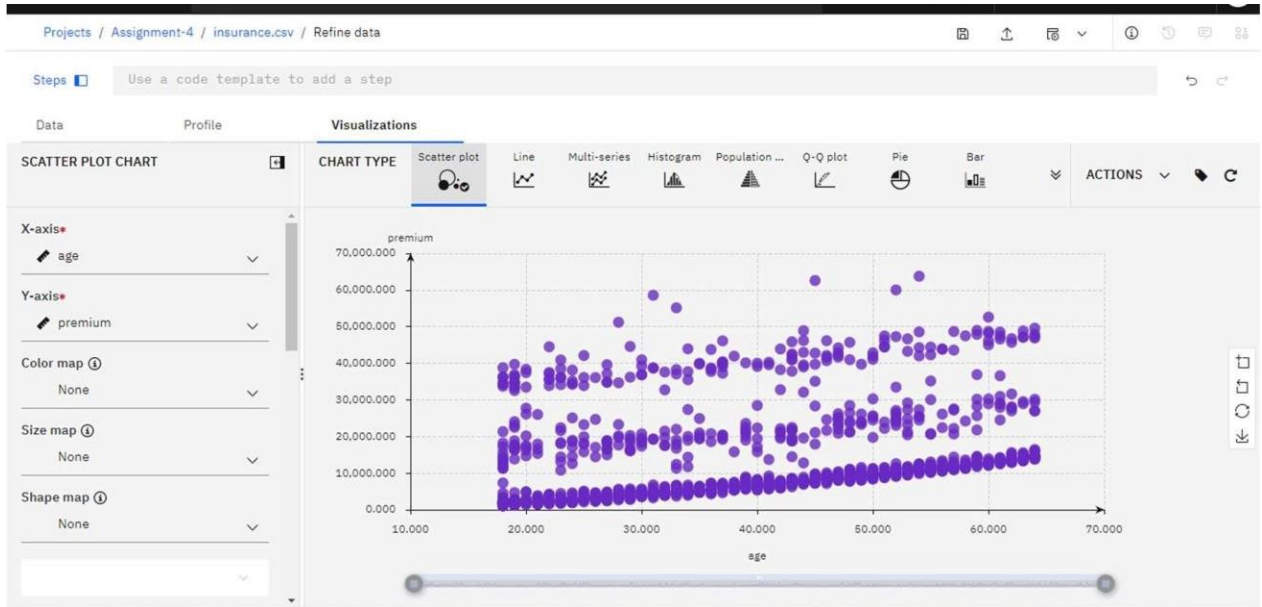 Projects / Assignment-4 / insurance.csv / Refine data
Steps Use a code template to add a step
Data Profile Visualizations
SCATTER PLOT CHART
CHART TYPE Scatter plot Line Multi-series Histogram Population ... Q-Q plot Pie Bar ACTIONS
X-axis*
age
Y-axis*
premium
Color map
None
Size map
None
Shape map
None
premium
70,000.000
60,000.000
50,000.000
40,000.000
30,000.000
20,000.000
10,000.000
0.000
10.000 20.000 30.000 40.000 50.000 60.000 70.000
age